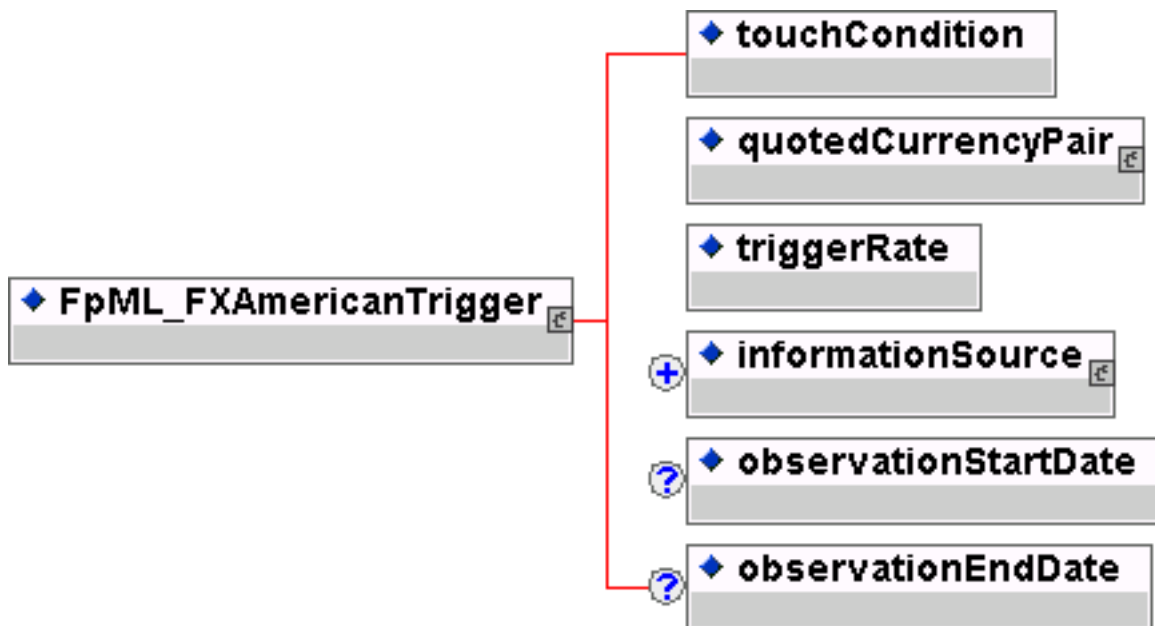 touchCondition
quotedCurrencyPair
triggerRate
FpML_FXAmericanTrigger
+ informationSource
? observationStartDate
? observationEndDate